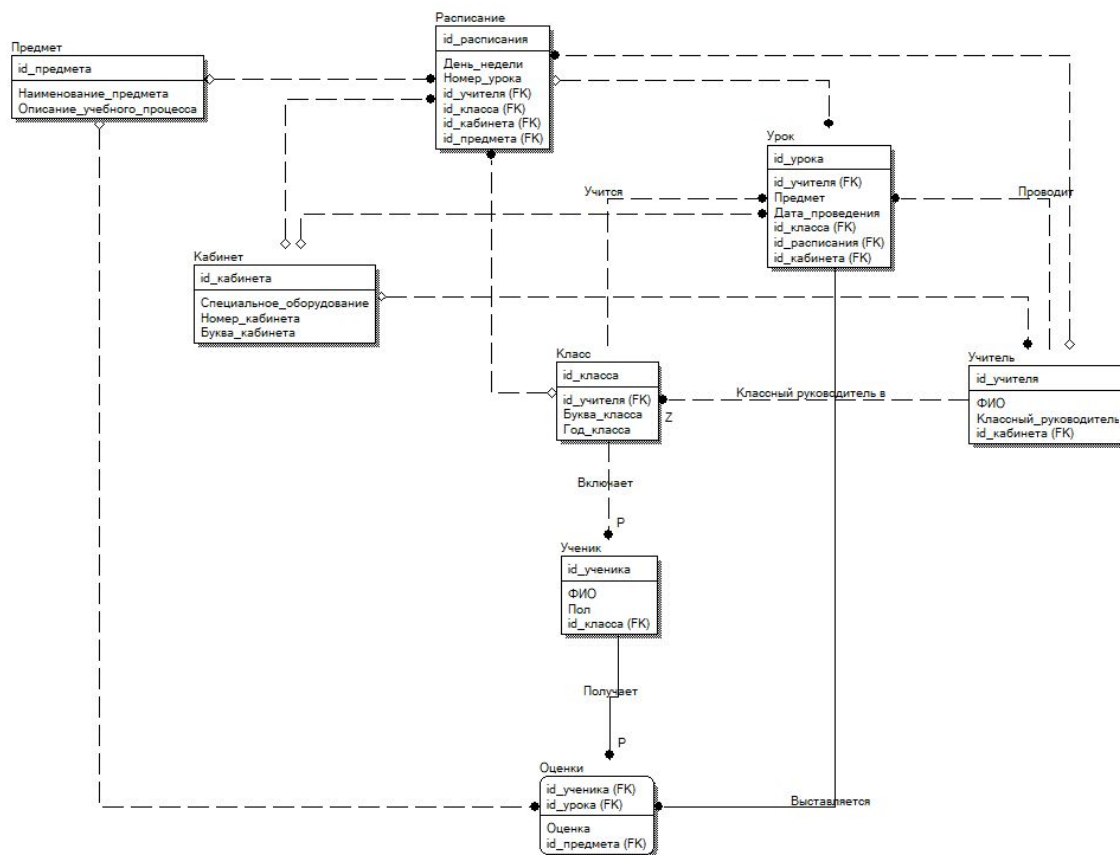 Расписание
id_расписания
День_недели
Номер_урока
id_учителя (FK)
id_класса (FK)
id_кабинета (FK)
id_предмета (FK)
Предмет
id_предмета
Наименование_предмета
Описание_учебного_процесса
Урок
id_урока
id_учителя (FK)
Предмет
Дата_проведения
id_класса (FK)
id_расписания (FK)
id_кабинета (FK)
Учится
Проводит
Кабинет
id_кабинета
Специальное_оборудование
Номер_кабинета
Буква_кабинета
Класс
id_класса
id_учителя (FK)
Буква_класса
Год_класса
Классный руководитель в
Z
Учитель
id_учителя
ФИО
Классный_руководитель
id_кабинета (FK)
Включает
P
Ученик
id_ученика
ФИО
Пол
id_класса (FK)
Получает
P
Оценки
id_ученика (FK)
id_урока (FK)
Оценка
id_предмета (FK)
Выставляется